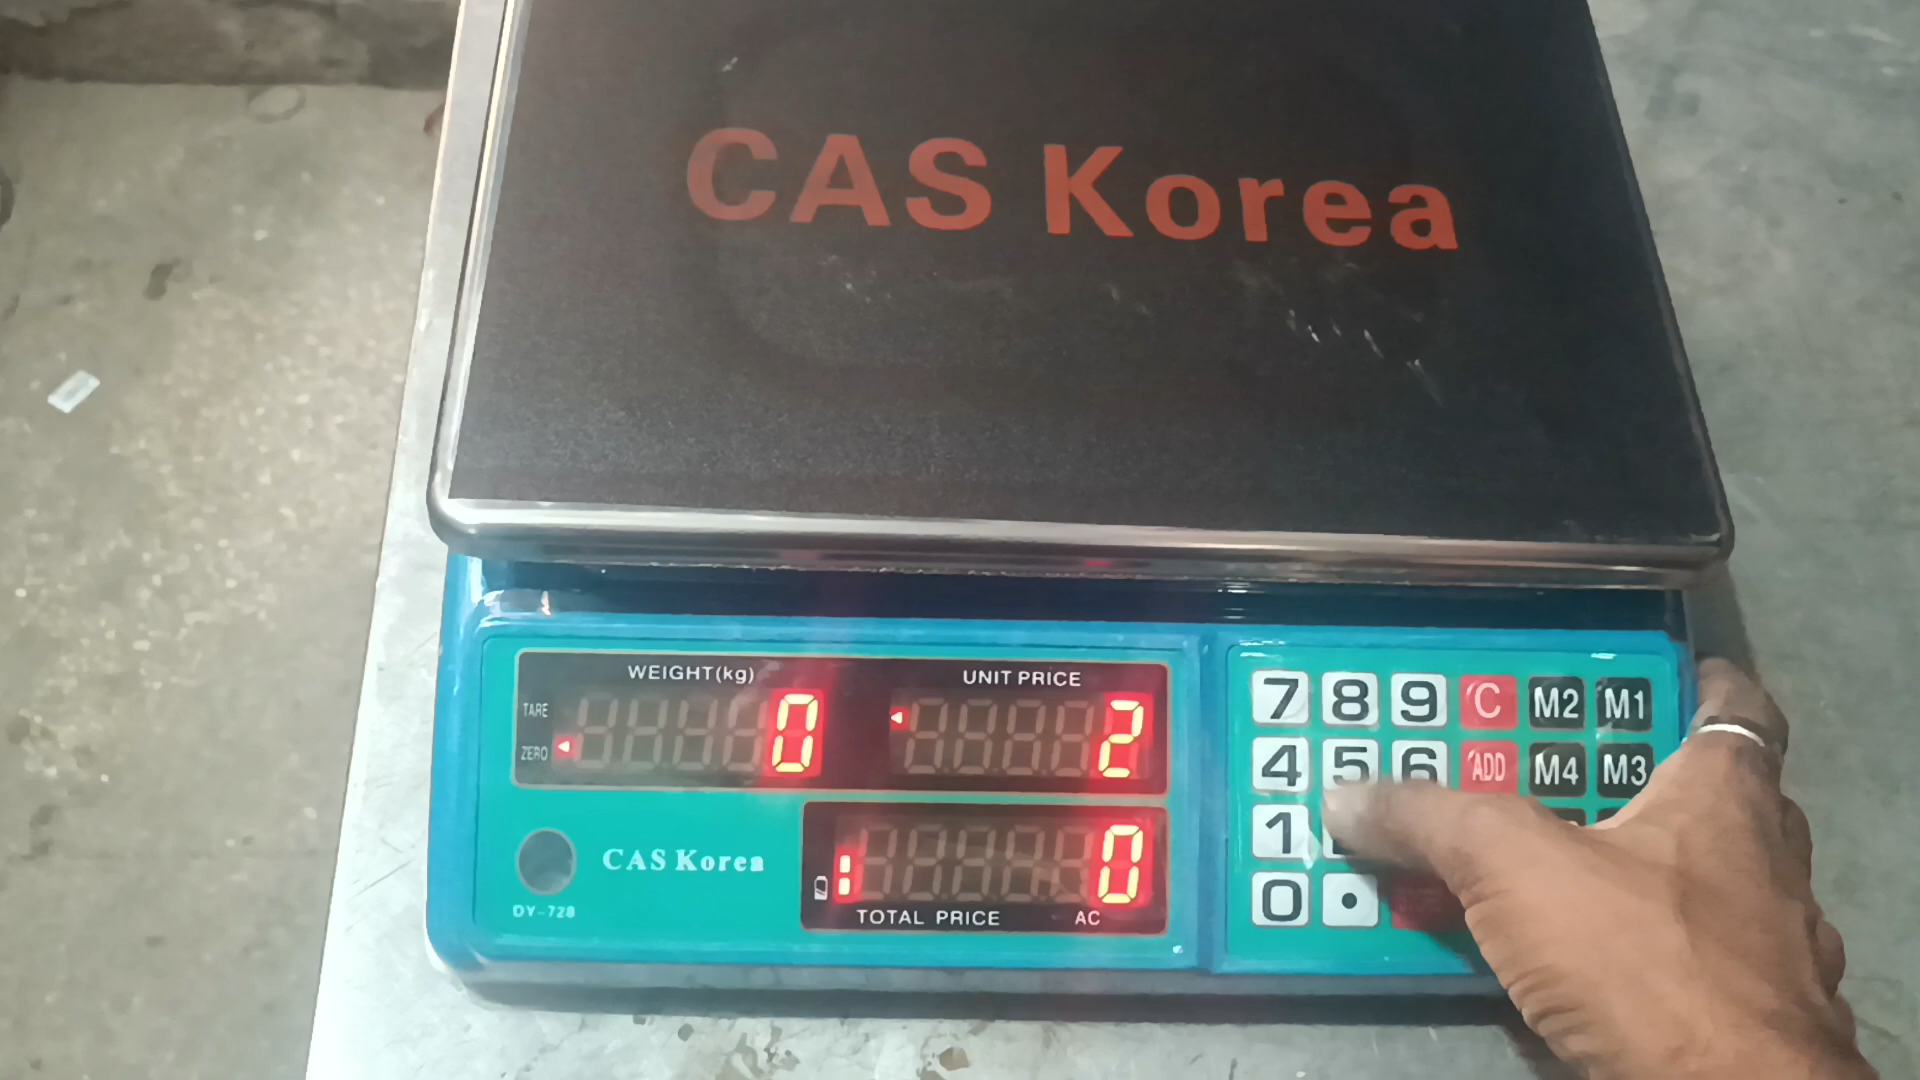 CAS Korea
WEIGHT(kg)
UNIT PRICE
TARE
ZERO
0
2
CAS Korea
DY-728
0
TOTAL PRICE
AC
7 8 9 C M2 M1
4 5 6 ADD M4 M3
1
0 •